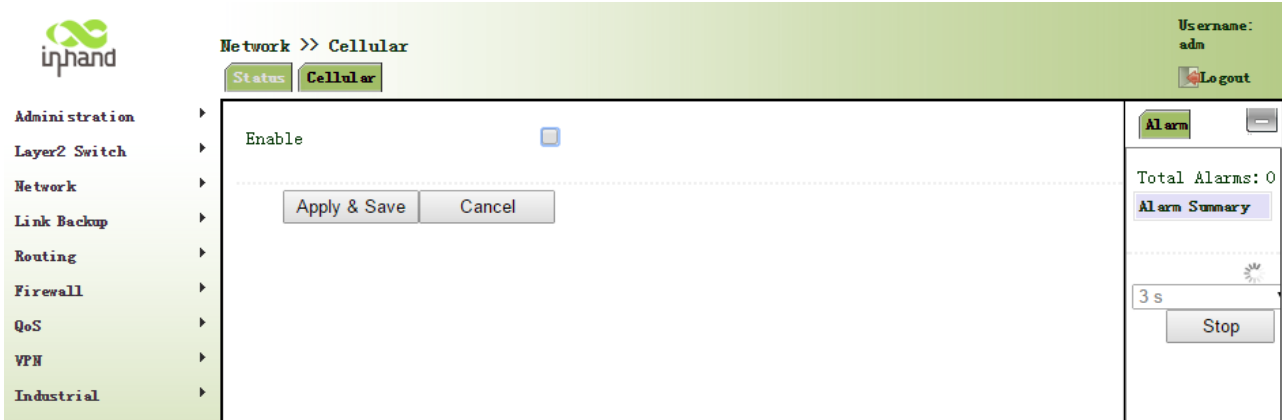 inhand
Network >> Cellular
Username:
adm
Logout
Status
Cellular
Administration
Layer2 Switch
Network
Link Backup
Routing
Firewall
QoS
VPN
Industrial
Enable
Apply & Save
Cancel
Alarm
Total Alarms: 0
Alarm Summary
3 s
Stop